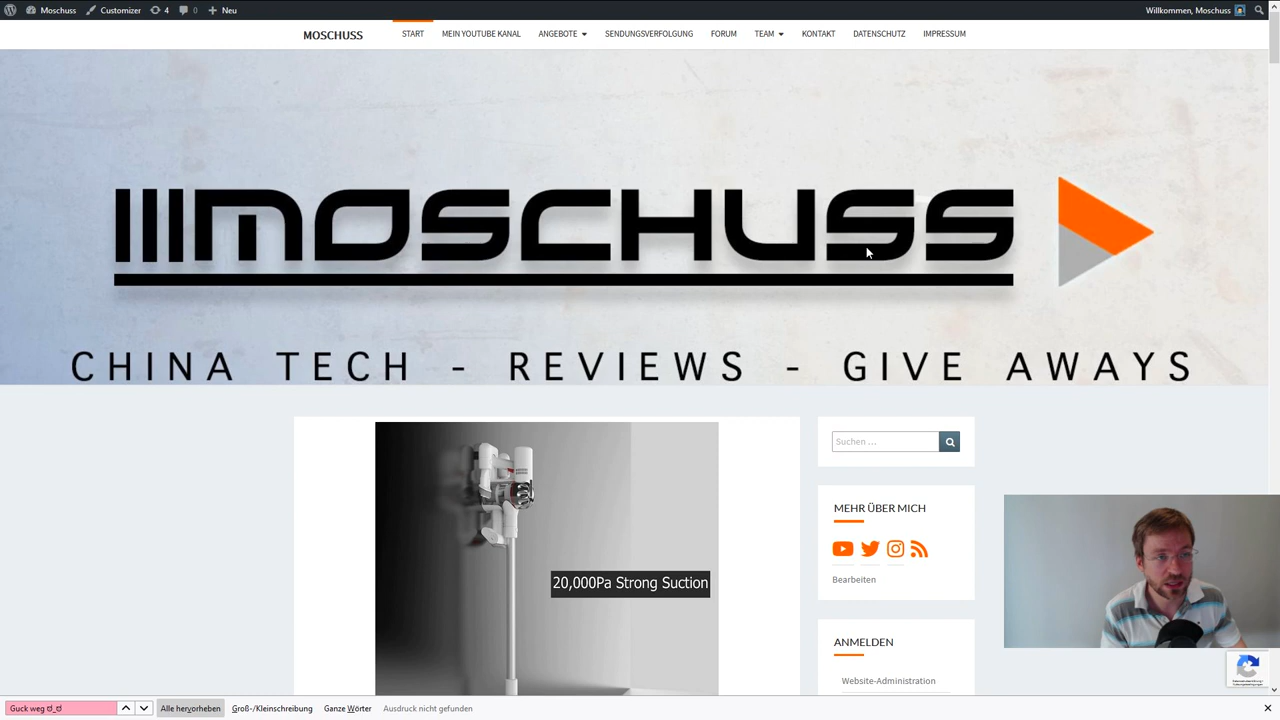 Moschuss Customizer 4 0 Neu Willkommen, Moschuss
MOSCHUSS START MEIN YOUTUBE KANAL ANGEBOTE SENDUNGSVERFOLGUNG FORUM TEAM KONTAKT DATENSCHUTZ IMPRESSUM
MOSCHUSS
CHINA TECH - REVIEWS - GIVE AWAYS
Suchen …
MEHR ÜBER MICH
Bearbeiten
20,000Pa Strong Suction
ANMELDEN
Website-Administration
Guck weg ಠ_ಠ Alle hervorheben Groß-/Kleinschreibung Ganze Wörter Ausdruck nicht gefunden